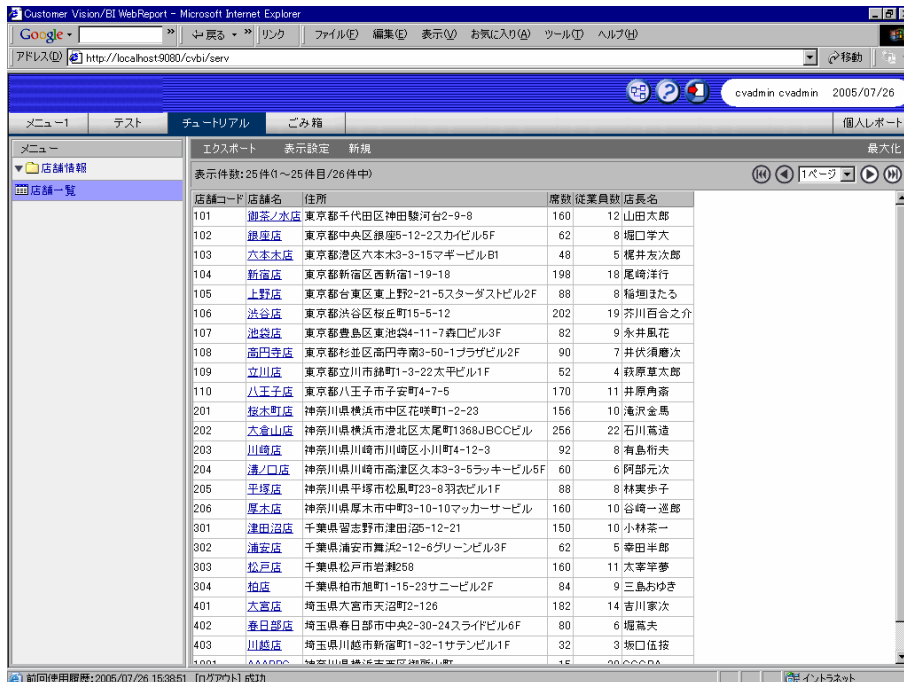 Customer Vision/BI WebReport - Microsoft Internet Explorer
Google
戻る リンク ファイル(F) 編集(E) 表示(V) お気に入り(A) ツール(T) ヘルプ(H)
アドレス(D) http://localhost:9080/cvbi/serv 移動
cvadmin cvadmin 2005/07/26
メニュー1 テスト チュートリアル ごみ箱 個人レポート
メニュー エクスポート 表示設定 新規 最大化
店舗情報
店舗一覧
表示件数:25件(1～25件目/26件中) 1ページ
店舗コード 店舗名 住所 席数 従業員数 店長名
101 御茶ノ水店 東京都千代田区神田駿河台2-9-8 160 12 山田太郎
102 銀座店 東京都中央区銀座5-12-2スカイビル5F 62 8 堀口学大
103 六本木店 東京都港区六本木3-3-15マギービルB1 48 5 梶井友次郎
104 新宿店 東京都新宿区西新宿1-19-18 198 18 尾崎洋行
105 上野店 東京都台東区東上野2-21-5スターダストビル2F 88 8 稲垣またる
106 渋谷店 東京都渋谷区桜丘町15-5-12 202 19 芥川百合之介
107 池袋店 東京都豊島区東池袋4-11-7森口ビル3F 82 9 永井風花
108 高円寺店 東京都杉並区高円寺南3-50-1プラザビル2F 90 7 井伏須磨次
109 立川店 東京都立川市錦町1-3-22太平ビル1F 52 4 萩原草太郎
110 八王子店 東京都八王子市子安町4-7-5 170 11 井原角斎
201 桜木町店 神奈川県横浜市中区花咲町1-2-23 156 10 滝沢金馬
202 大倉山店 神奈川県横浜市港北区太尾町1368JBCCビル 256 22 石川蔦造
203 川崎店 神奈川県川崎市川崎区小川町4-12-3 92 8 有島桁夫
204 溝ノ口店 神奈川県川崎市高津区久本3-3-5ラッキービル5F 60 6 阿部元次
205 平塚店 神奈川県平塚市松風町23-8羽衣ビル1F 88 8 林実歩子
206 厚木店 神奈川県厚木市中町3-10-10マッカーサービル 160 10 谷崎一巡郎
301 津田沼店 千葉県習志野市津田沼5-12-21 150 10 小林茶一
302 浦安店 千葉県浦安市舞浜2-12-6グリーンビル3F 62 5 幸田半郎
303 松戸店 千葉県松戸市岩瀬258 160 11 太宰竿夢
304 柏店 千葉県柏市旭町1-15-23サニービル2F 84 9 三島おゆき
401 大宮店 埼玉県大宮市天沼町2-126 182 14 吉川家次
402 春日部店 埼玉県春日部市中央2-30-24スライドビル6F 80 6 堀蔦夫
403 川越店 埼玉県川越市新宿町1-32-1サテンビル1F 32 3 坂口伍按
前回使用履歴:2005/07/26 15:38:51 [ログアウト] 成功 イントラネット